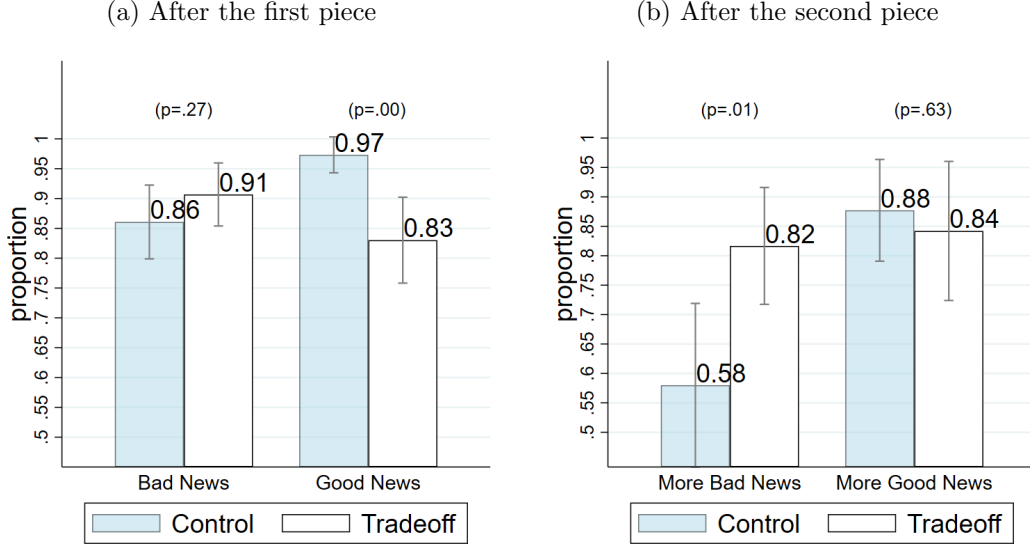 (a) After the first piece
(p=.27)
(p=.00)
proportion
1
.95
.9
.85
.8
.75
.7
.65
.6
.55
.5
0.86
0.91
0.97
0.83
Bad News
Good News
Control
Tradeoff
(b) After the second piece
(p=.01)
(p=.63)
proportion
1
.95
.9
.85
.8
.75
.7
.65
.6
.55
.5
0.58
0.82
0.88
0.84
More Bad News
More Good News
Control
Tradeoff